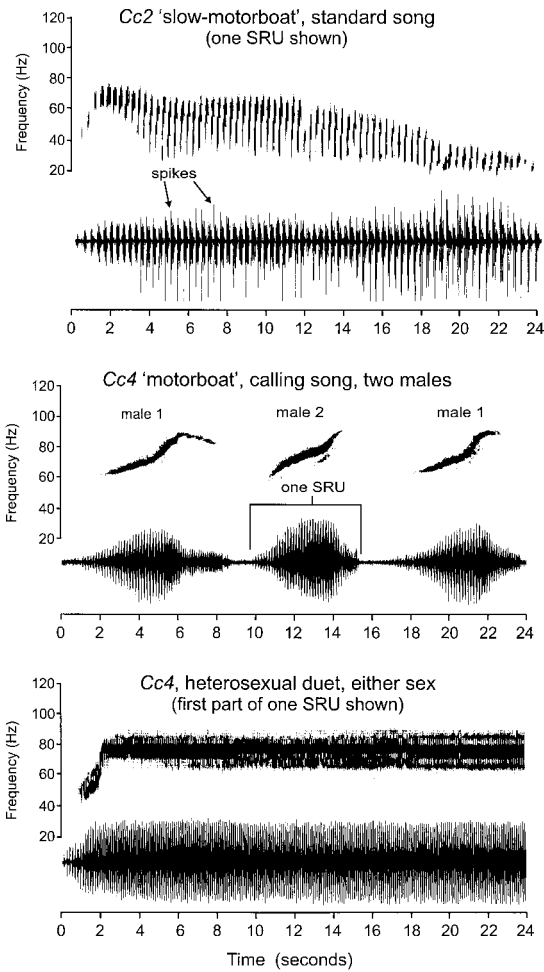 Cc2 'slow-motorboat', standard song
(one SRU shown)
Frequency (Hz)
120
100
80
60
40
20
spikes
0 2 4 6 8 10 12 14 16 18 20 22 24
Cc4 'motorboat', calling song, two males
Frequency (Hz)
120
100
80
60
40
20
male 1 male 2 male 1
one SRU
0 2 4 6 8 10 12 14 16 18 20 22 24
Cc4, heterosexual duet, either sex
(first part of one SRU shown)
Frequency (Hz)
120
100
80
60
40
20
0 2 4 6 8 10 12 14 16 18 20 22 24
Time (seconds)